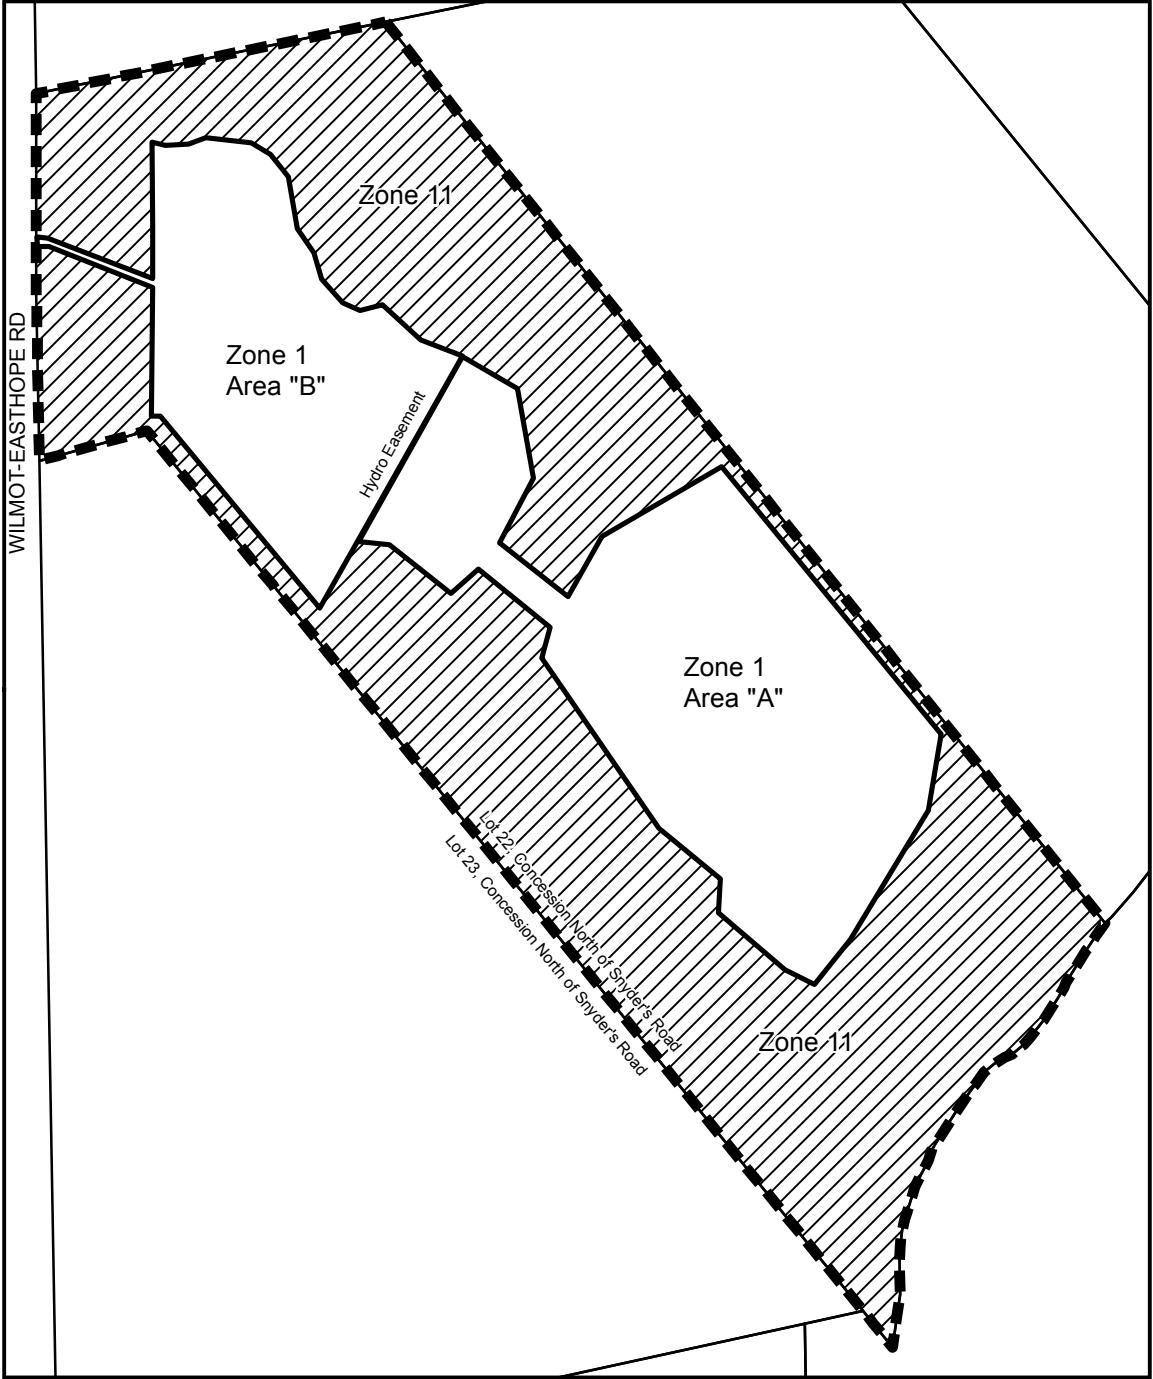 Zone 11
WILMOT-EASTHOPE RD
Zone 1
Area "B"
Hydro Easement
Zone 1
Area "A"
Lot 22, Concession North of Snyder's Road
Lot 23, Concession North of Snyder's Road
Zone 11